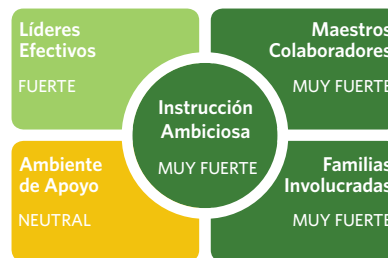 Líderes
Efectivos
FUERTE
Maestros
Colaboradores
MUY FUERTE
Instrucción
Ambiciosa
MUY FUERTE
Ambiente
de Apoyo
NEUTRAL
Familias
Involucradas
MUY FUERTE